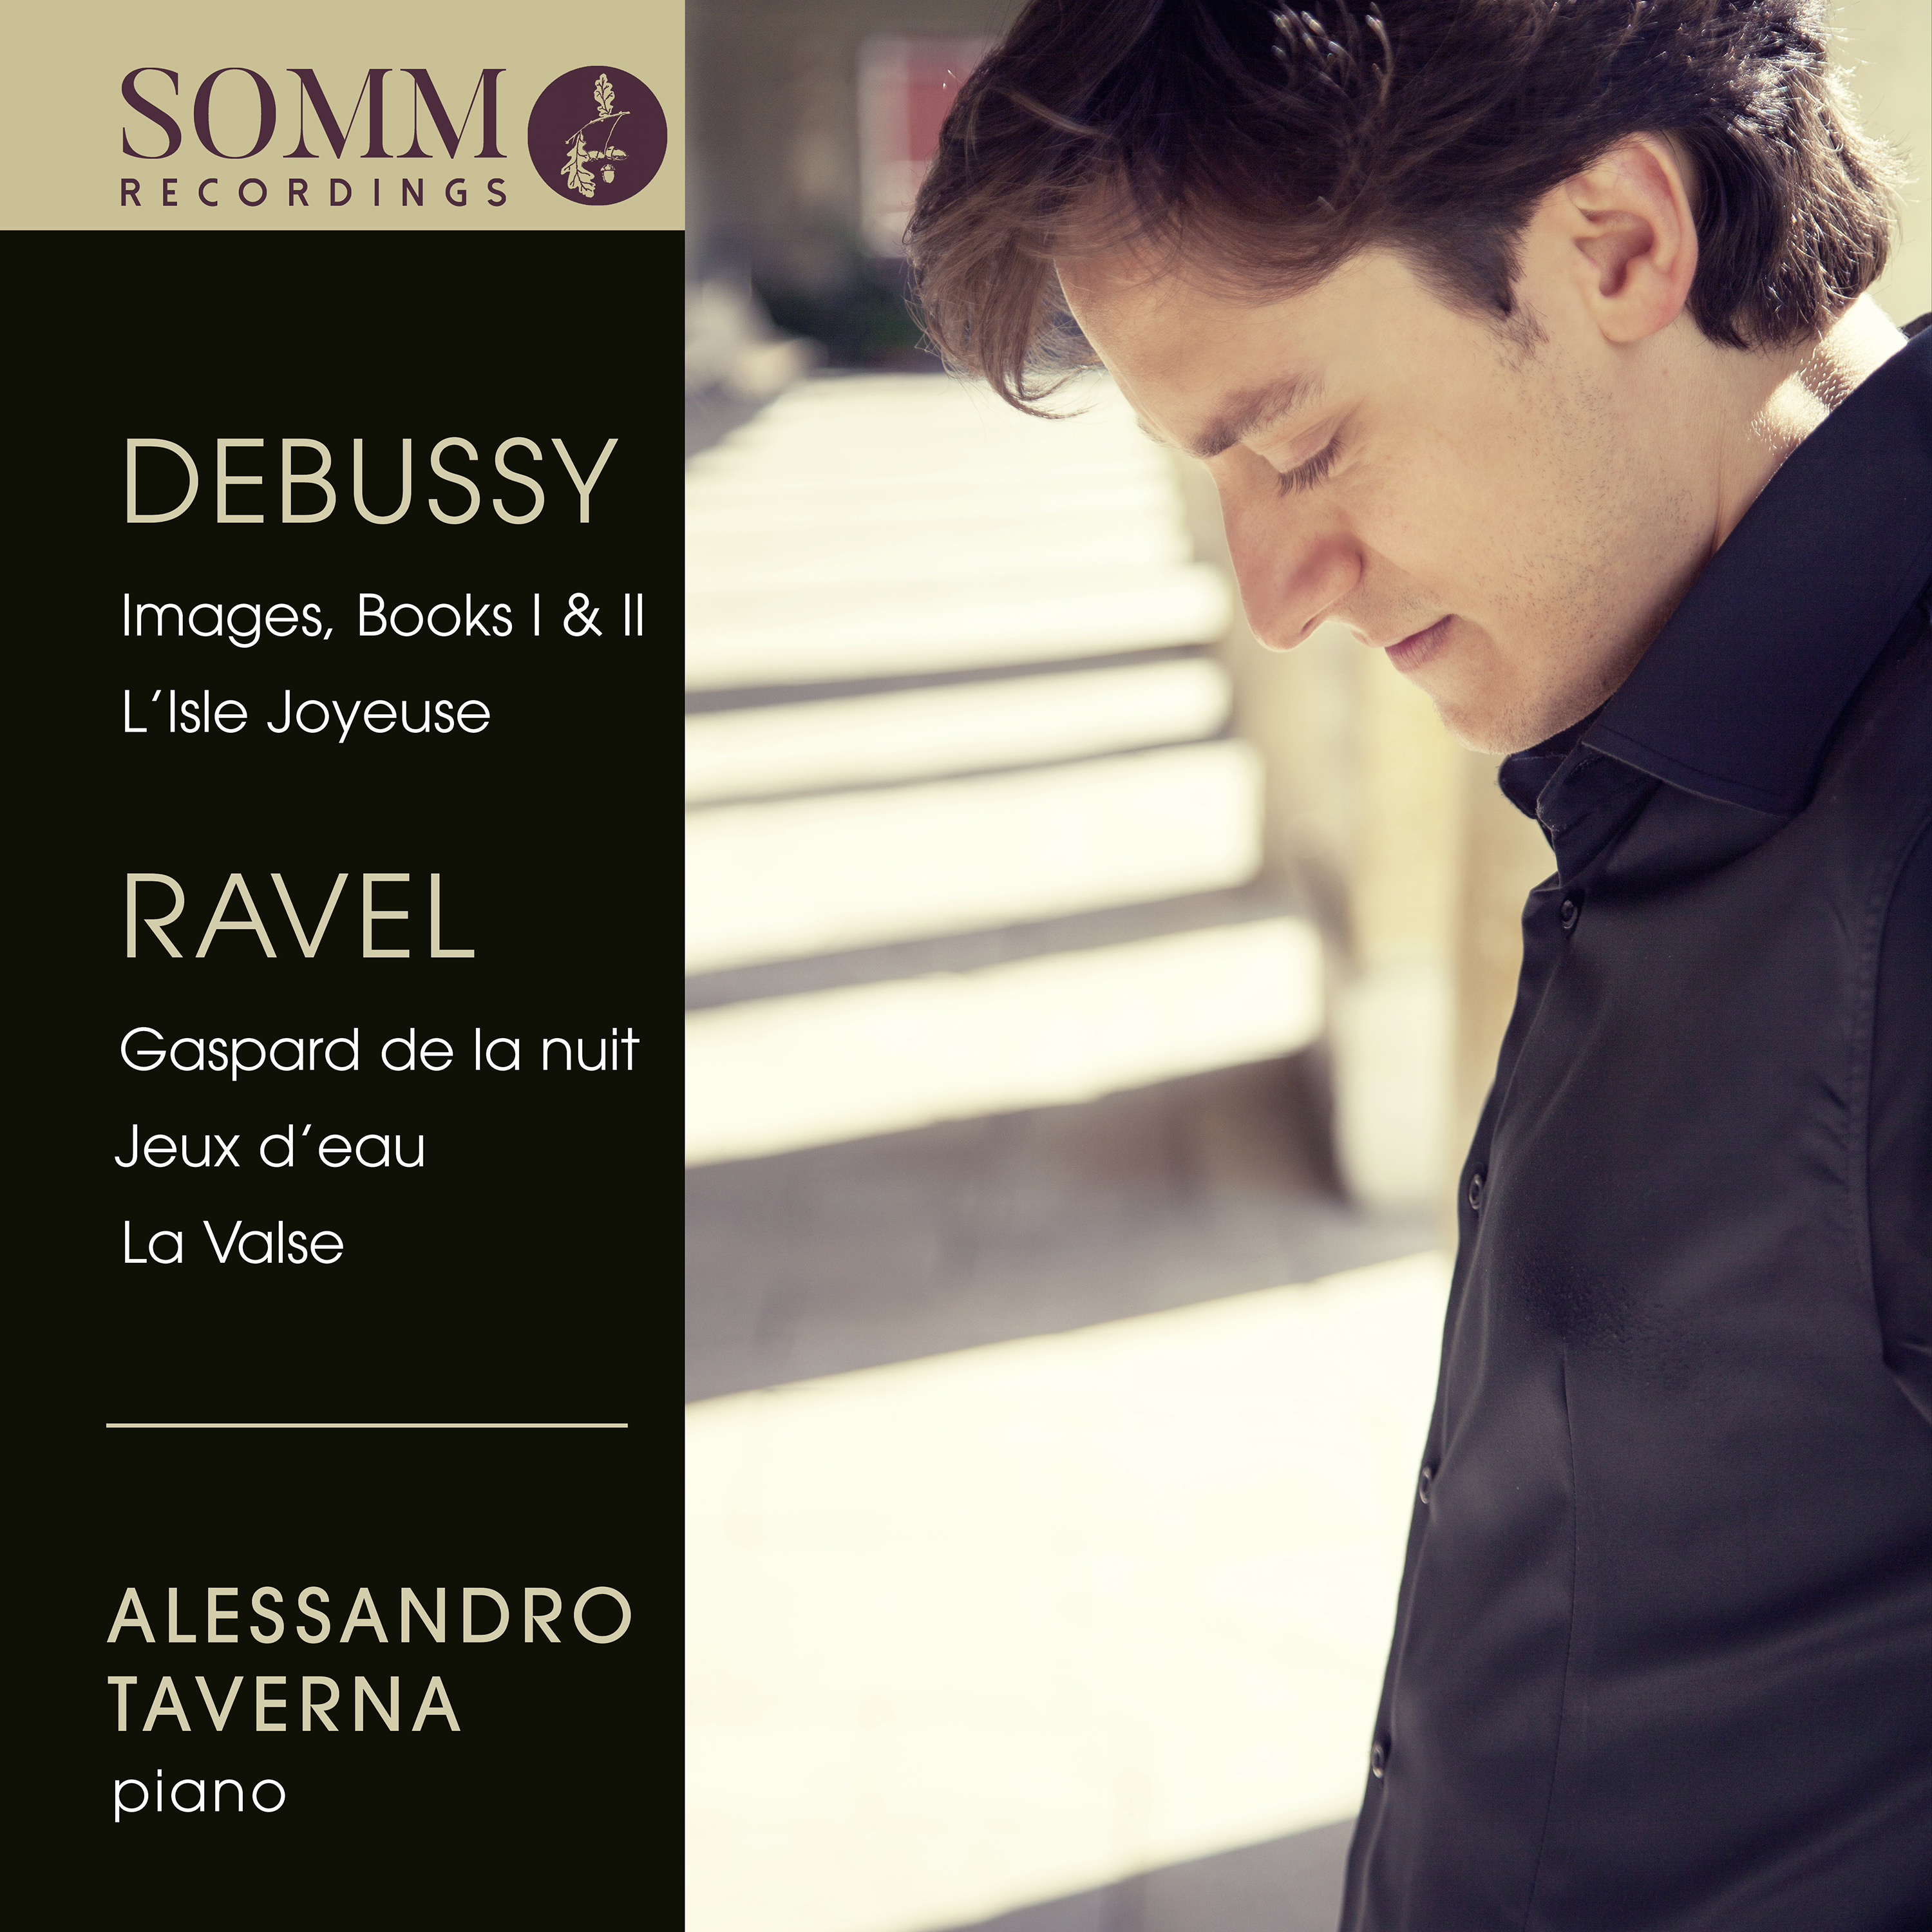 SOMM
RECORDINGS
DEBUSSY
Images, Books I & II
L’Isle Joyeuse
RAVEL
Gaspard de la nuit
Jeux d’eau
La Valse
ALESSANDRO
TAVERNA
piano